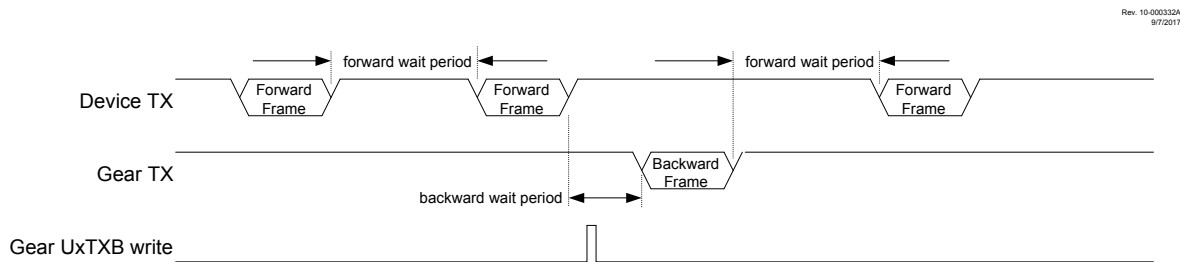 Rev. 10-000332A
9/7/2017
forward wait period
forward wait period
Device TX
Forward
Frame
Forward
Frame
Forward
Frame
Gear TX
Backward
Frame
backward wait period
Gear UxTXB write